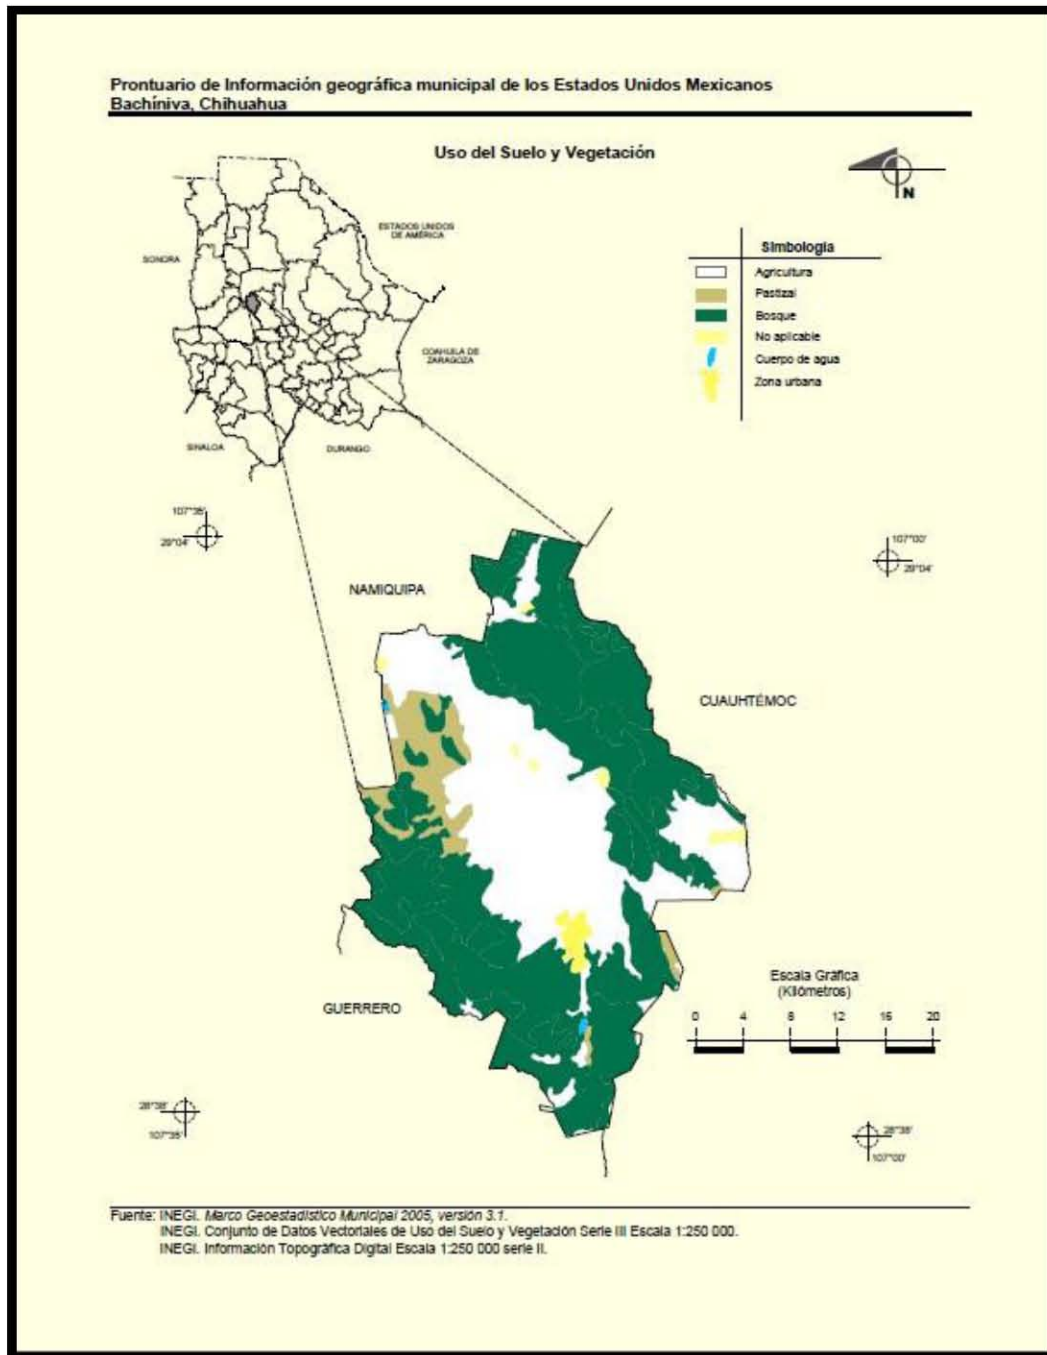 Prontuario de Información geográfica municipal de los Estados Unidos Mexicanos
Bachíniva, Chihuahua
Uso del Suelo y Vegetación
N
ESTADOS UNIDOS
DE AMÉRICA
SONORA
COAHUILA DE
ZARAGOZA
SINALOA
DURANGO
Simbología
Agricultura
Pastizal
Bosque
No aplicable
Cuerpo de agua
Zona urbana
107°35'
29°04'
107°00'
29°04'
NAMIQUIPA
CUAUHTÉMOC
GUERRERO
Escala Gráfica
(Kilómetros)
0 4 8 12 16 20
28°38'
107°35'
28°38'
107°00'
Fuente: INEGI. Marco Geoestadístico Municipal 2005, versión 3.1.
INEGI. Conjunto de Datos Vectoriales de Uso del Suelo y Vegetación Serie III Escala 1:250 000.
INEGI. Información Topográfica Digital Escala 1:250 000 serie II.